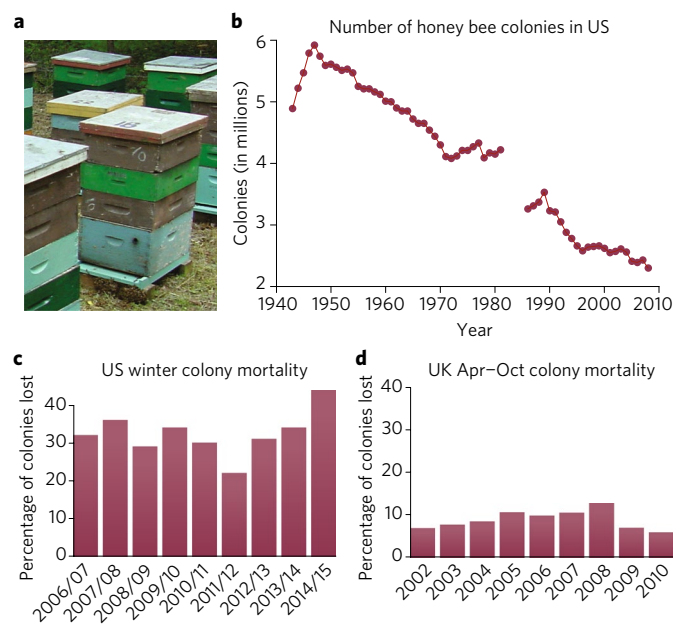 a
b
Number of honey bee colonies in US
Colonies (in millions)
6
5
4
3
2
1940 1950 1960 1970 1980 1990 2000 2010
Year
c
US winter colony mortality
Percentage of colonies lost
40
30
20
10
0
2006/07 2007/08 2008/09 2009/10 2010/11 2011/12 2012/13 2013/14 2014/15
d
UK Apr–Oct colony mortality
Percentage of colonies lost
40
30
20
10
0
2002 2003 2004 2005 2006 2007 2008 2009 2010